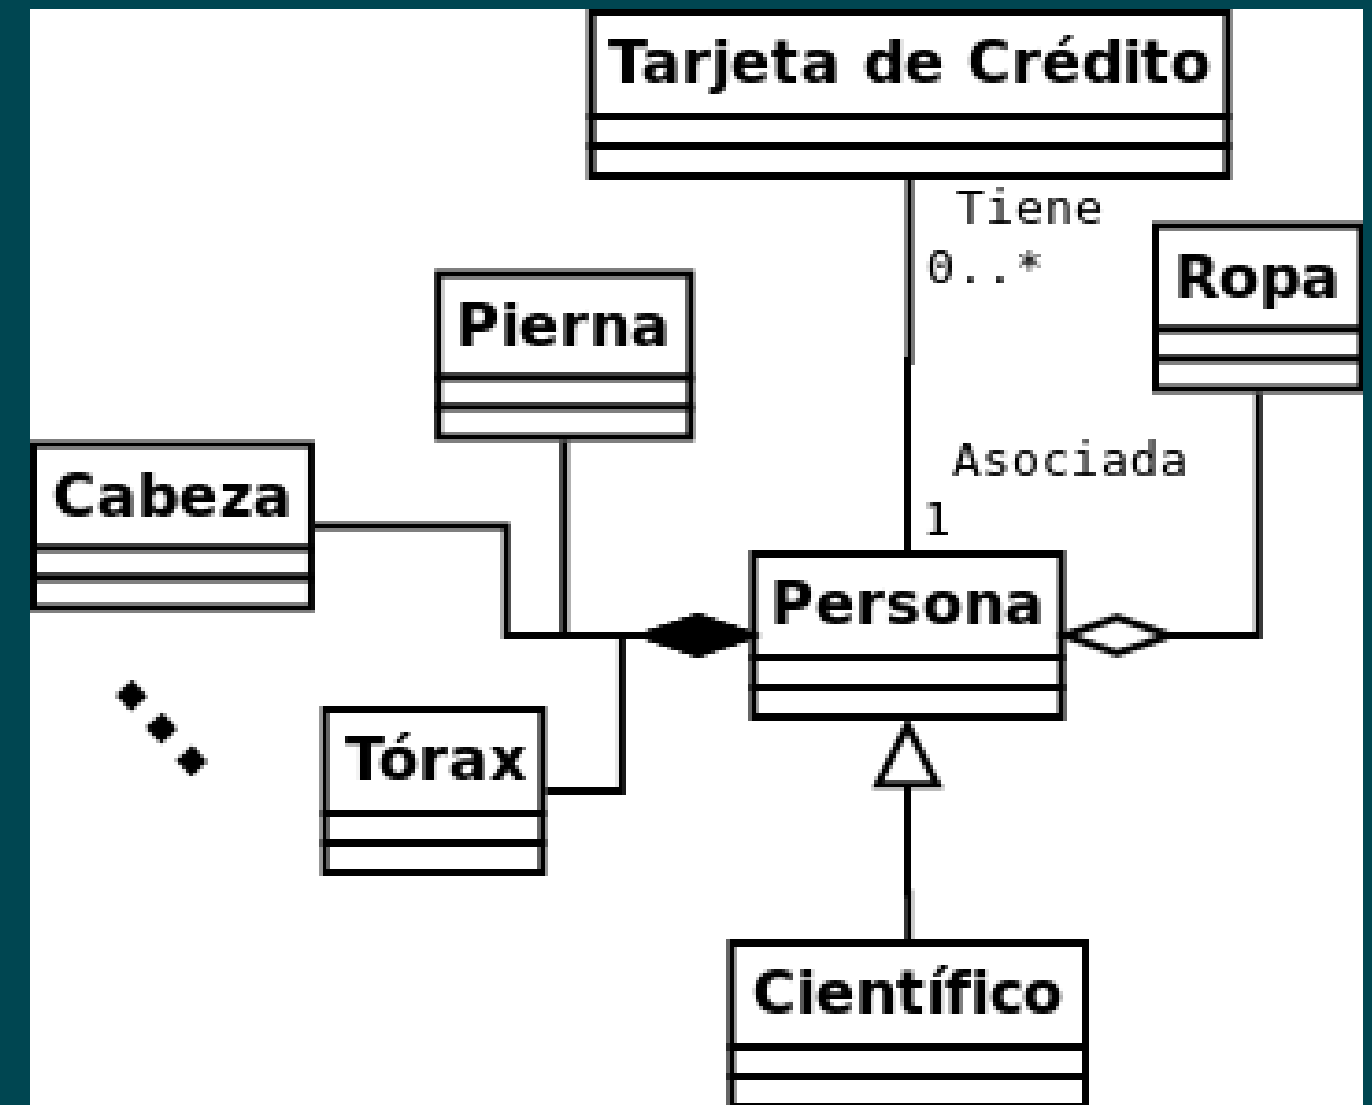 Tarjeta de Crédito
Tiene
0..*
Ropa
Pierna
Asociada
Cabeza
1
Persona
Tórax
Científico